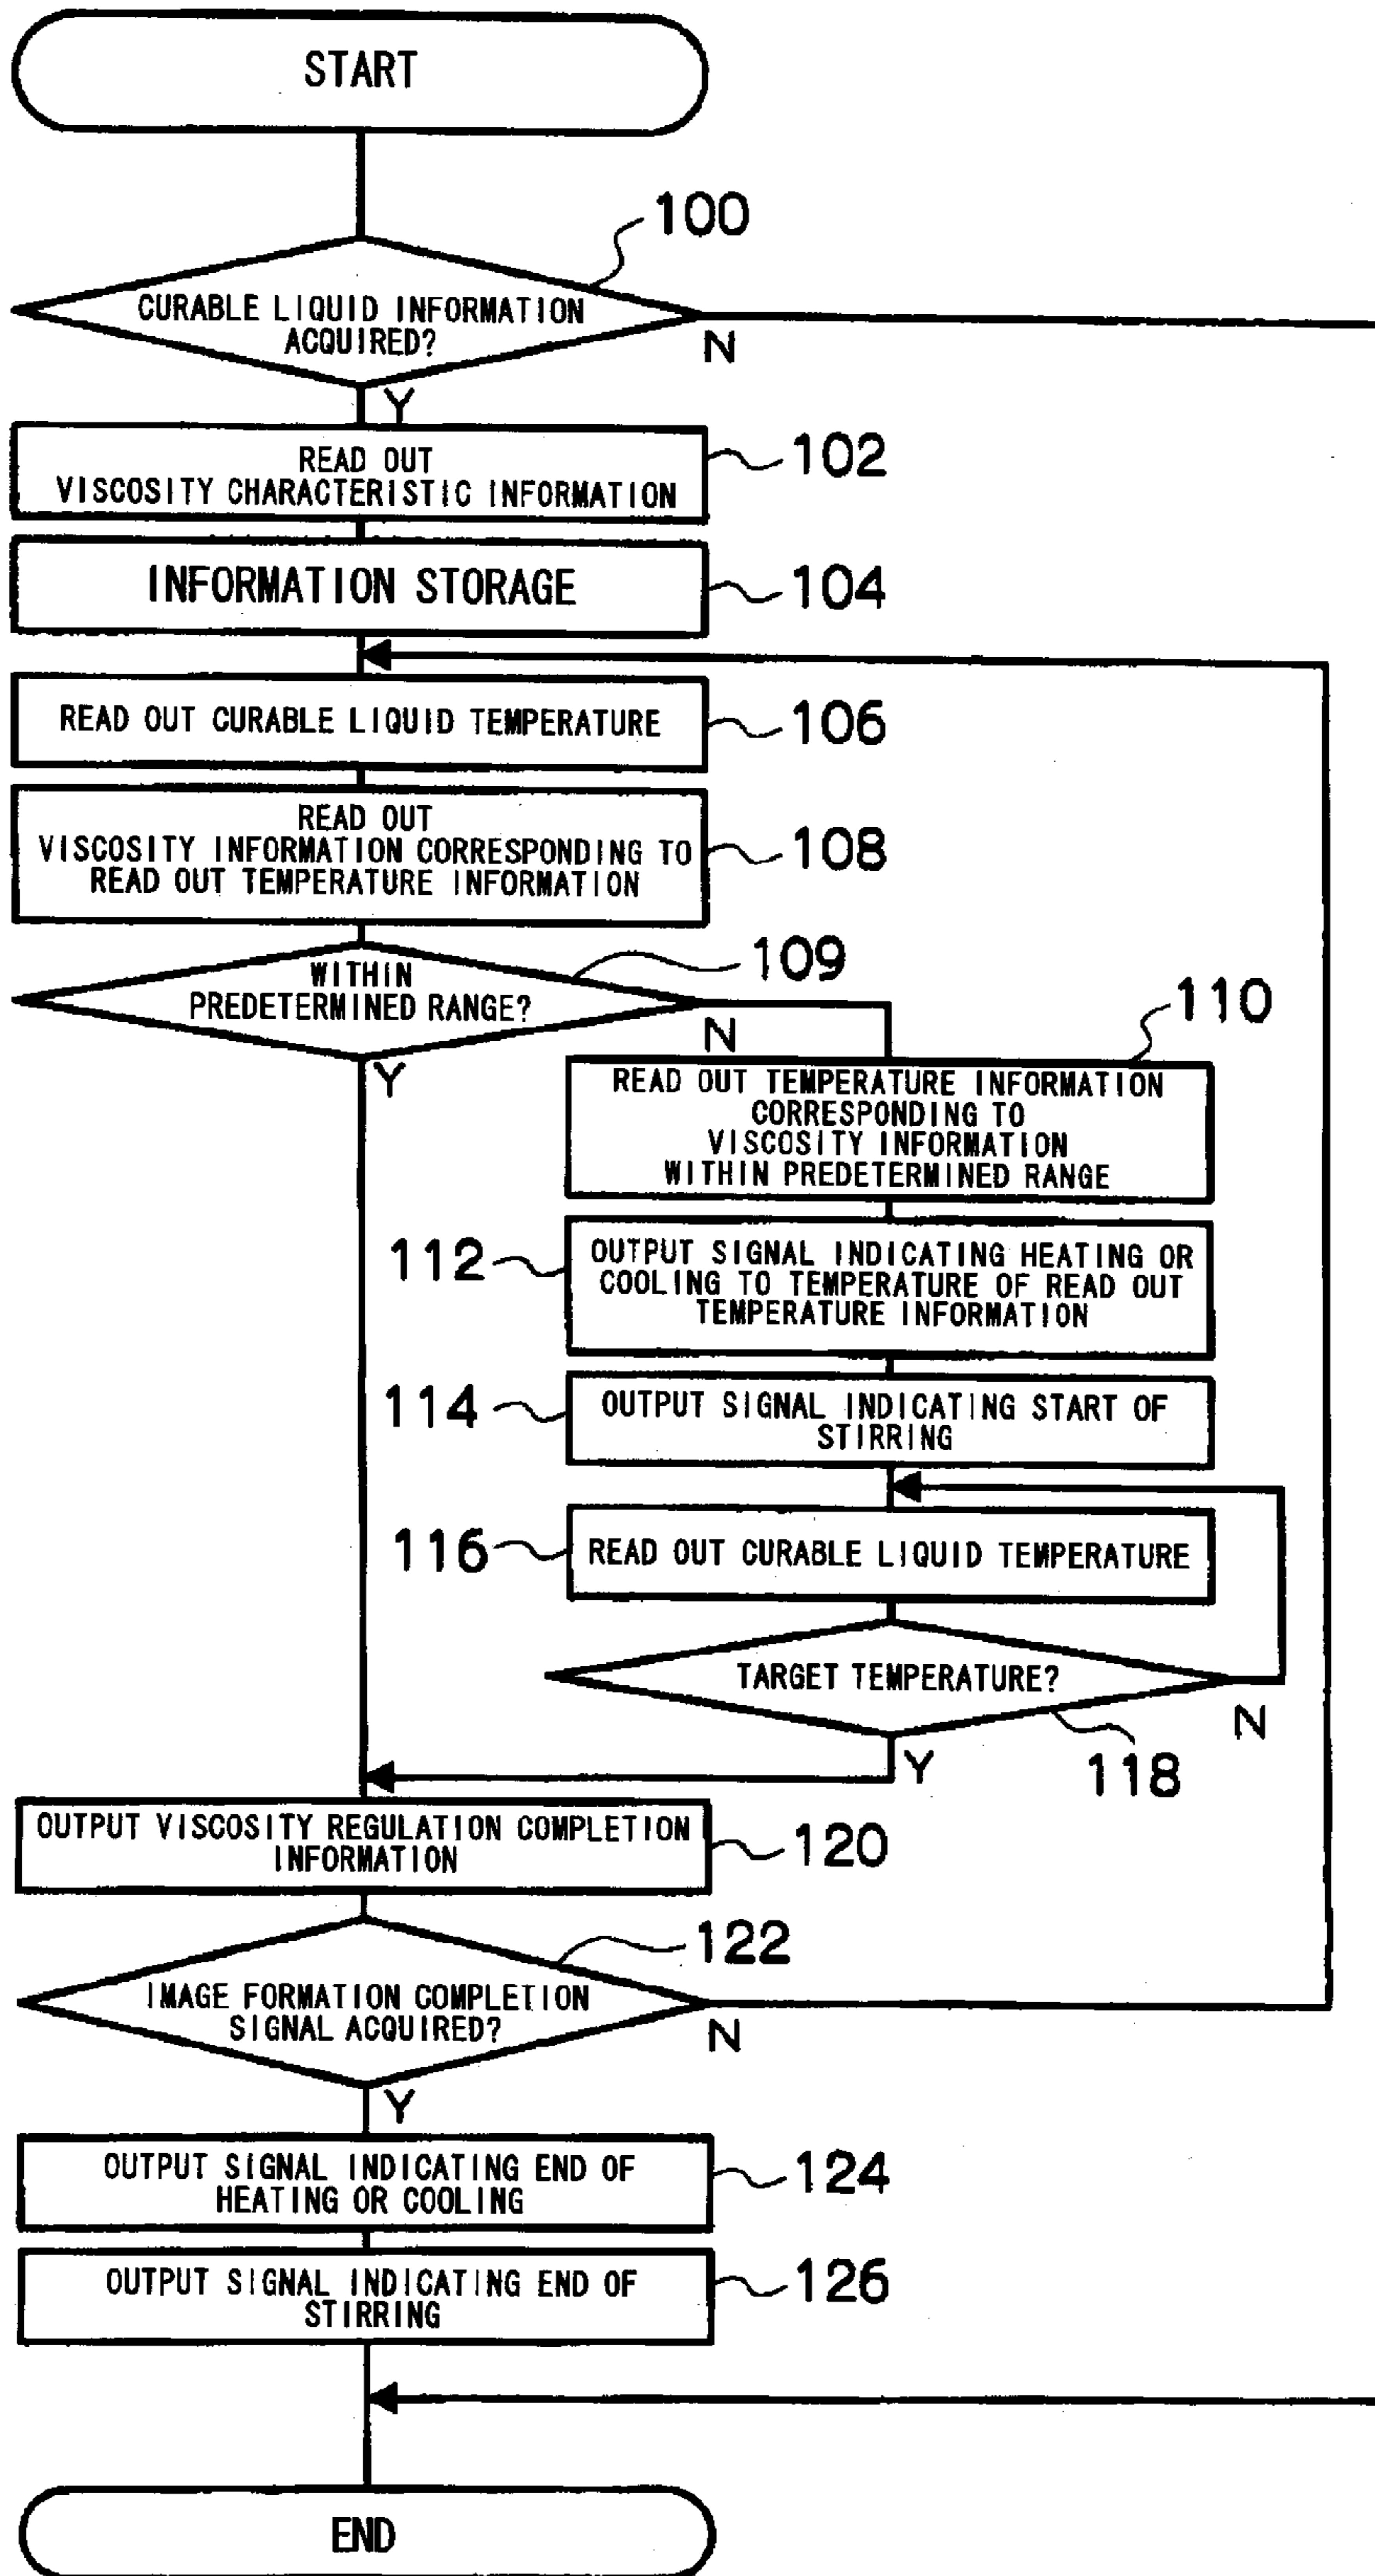 START
100
CURABLE LIQUID INFORMATION
ACQUIRED?
N
Y
READ OUT
VISCOSITY CHARACTERISTIC INFORMATION
102
INFORMATION STORAGE
104
READ OUT CURABLE LIQUID TEMPERATURE
106
READ OUT
VISCOSITY INFORMATION CORRESPONDING TO
READ OUT TEMPERATURE INFORMATION
108
WITHIN
PREDETERMINED RANGE?
109
N
Y
110
READ OUT TEMPERATURE INFORMATION
CORRESPONDING TO
VISCOSITY INFORMATION
WITHIN PREDETERMINED RANGE
112
OUTPUT SIGNAL INDICATING HEATING OR
COOLING TO TEMPERATURE OF READ OUT
TEMPERATURE INFORMATION
114
OUTPUT SIGNAL INDICATING START OF
STIRRING
116
READ OUT CURABLE LIQUID TEMPERATURE
TARGET TEMPERATURE?
N
Y
118
OUTPUT VISCOSITY REGULATION COMPLETION
INFORMATION
120
122
IMAGE FORMATION COMPLETION
SIGNAL ACQUIRED?
N
Y
OUTPUT SIGNAL INDICATING END OF
HEATING OR COOLING
124
OUTPUT SIGNAL INDICATING END OF
STIRRING
126
END